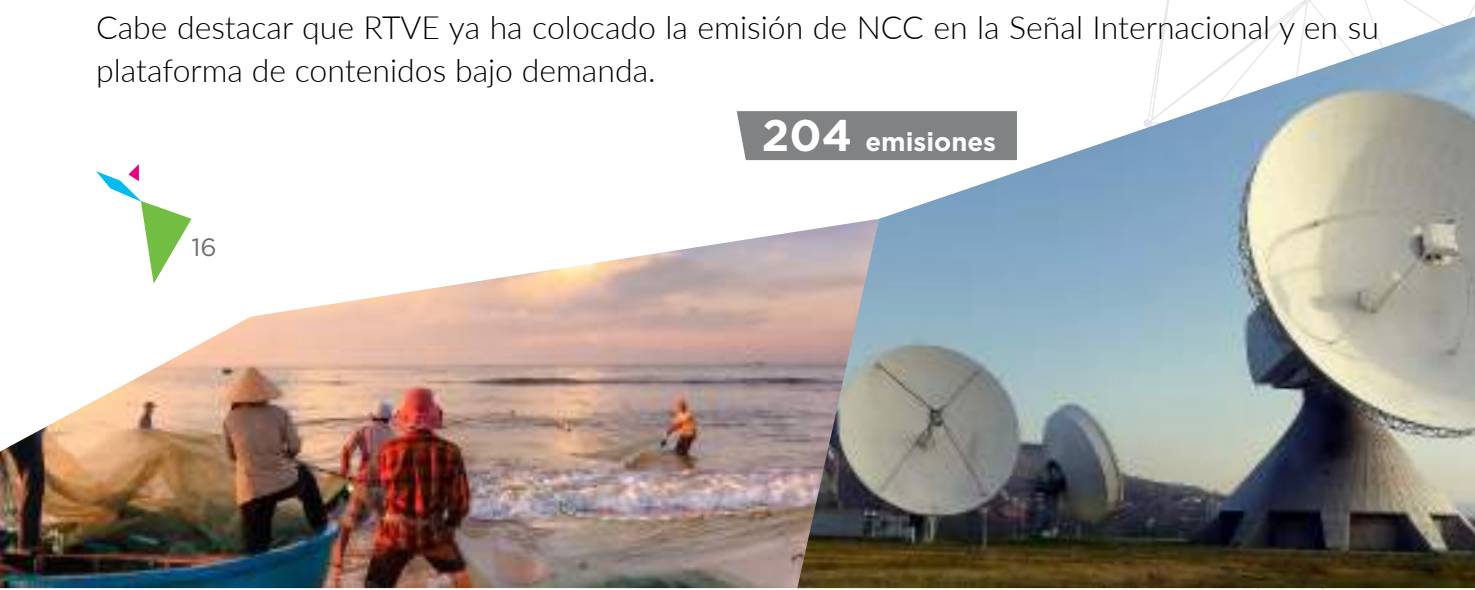 Cabe destacar que RTVE ya ha colocado la emisión de NCC en la Señal Internacional y en su
plataforma de contenidos bajo demanda.
204 emisiones
16